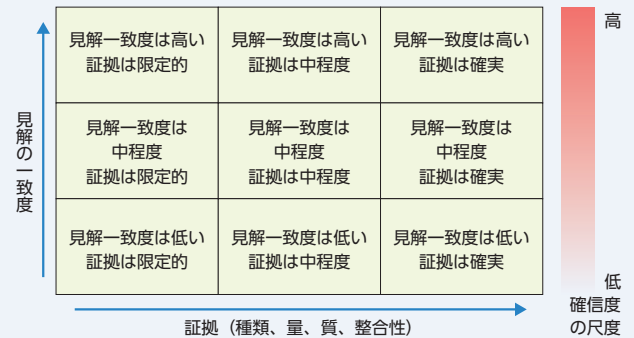 見解一致度は高い
証拠は限定的
見解一致度は高い
証拠は中程度
見解一致度は高い
証拠は確実
見解一致度は
中程度
証拠は限定的
見解一致度は
中程度
証拠は中程度
見解一致度は
中程度
証拠は確実
見解一致度は低い
証拠は限定的
見解一致度は低い
証拠は中程度
見解一致度は低い
証拠は確実
見解の一致度
証拠（種類、量、質、整合性）
高
低
確信度
の尺度